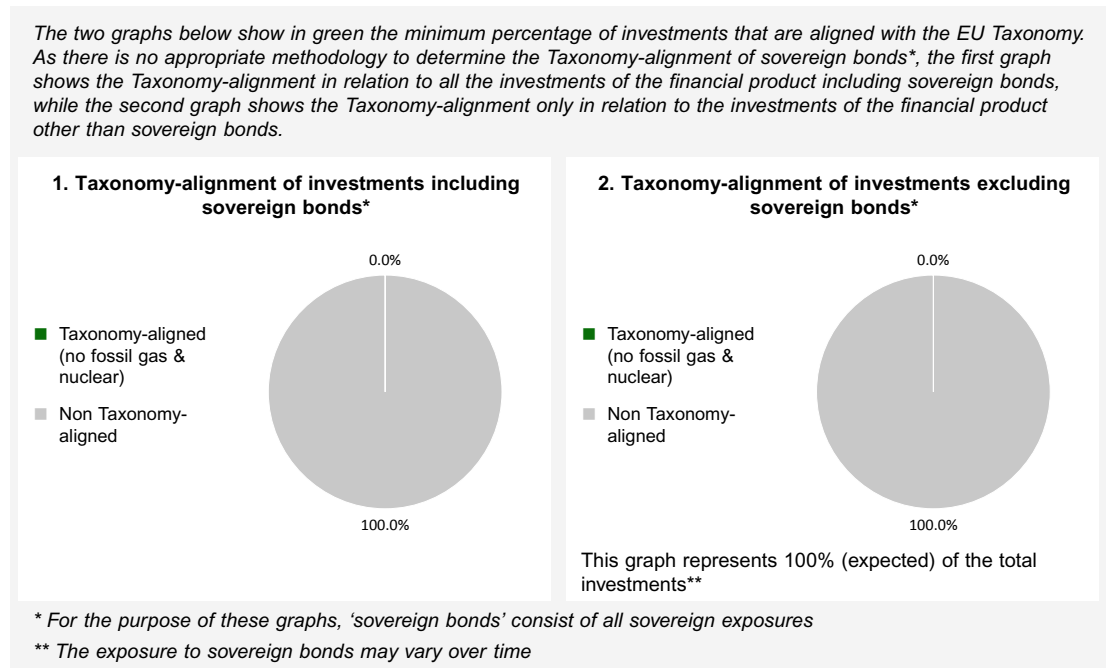 The two graphs below show in green the minimum percentage of investments that are aligned with the EU Taxonomy.
As there is no appropriate methodology to determine the Taxonomy-alignment of sovereign bonds*, the first graph
shows the Taxonomy-alignment in relation to all the investments of the financial product including sovereign bonds,
while the second graph shows the Taxonomy-alignment only in relation to the investments of the financial product
other than sovereign bonds.
1. Taxonomy-alignment of investments including
sovereign bonds*
0.0%
Taxonomy-aligned
(no fossil gas &
nuclear)
Non Taxonomy-
aligned
100.0%
2. Taxonomy-alignment of investments excluding
sovereign bonds*
0.0%
Taxonomy-aligned
(no fossil gas &
nuclear)
Non Taxonomy-
aligned
100.0%
This graph represents 100% (expected) of the total
investments**
* For the purpose of these graphs, ‘sovereign bonds’ consist of all sovereign exposures
** The exposure to sovereign bonds may vary over time